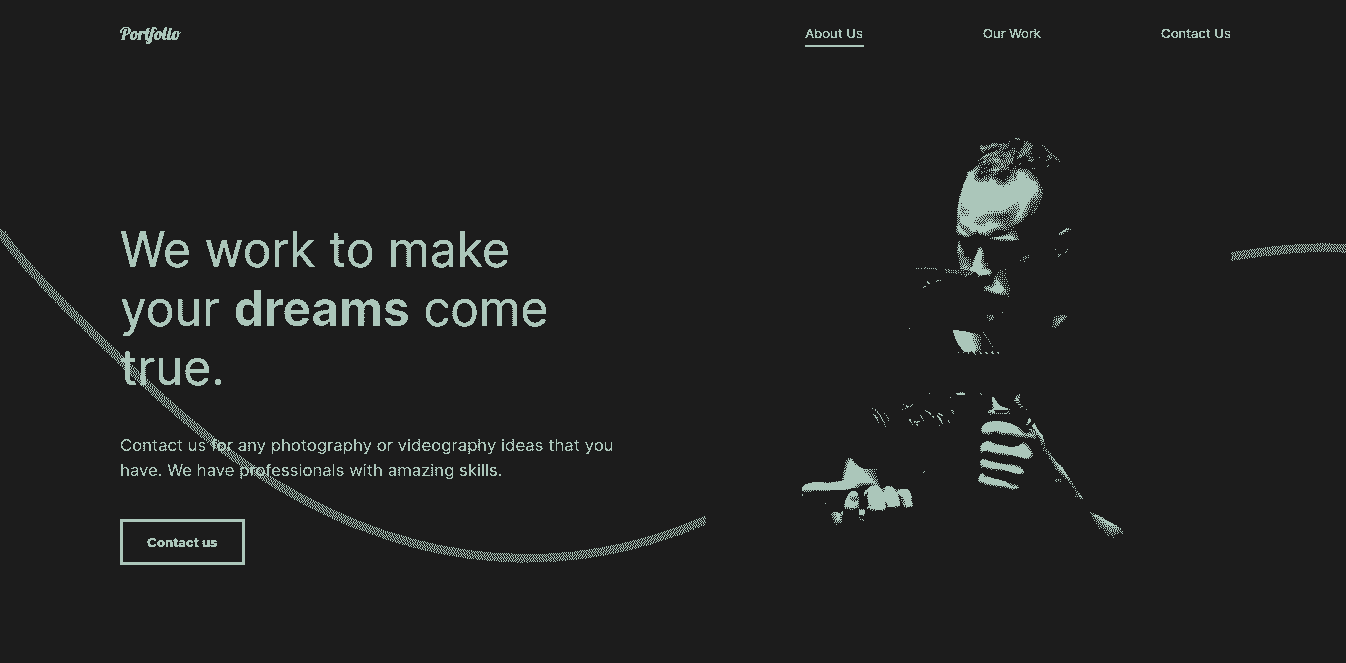 Portfolio
About Us
Our Work
Contact Us
We work to make
your dreams come
true.
Contact us for any photography or videography ideas that you
have. We have professionals with amazing skills.
Contact us